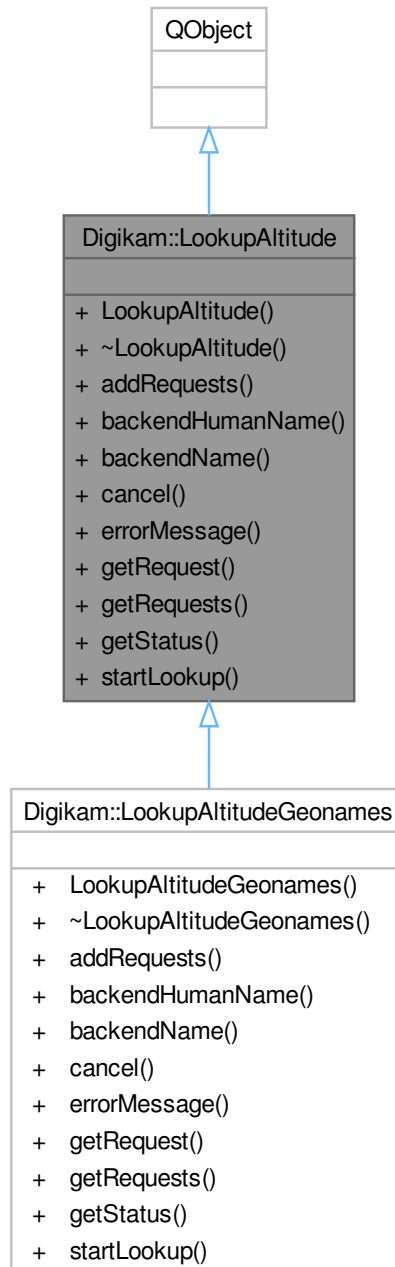 QObject
Digikam::LookupAltitude
+ LookupAltitude()
+ ~LookupAltitude()
+ addRequests()
+ backendHumanName()
+ backendName()
+ cancel()
+ errorMessage()
+ getRequest()
+ getRequests()
+ getStatus()
+ startLookup()
Digikam::LookupAltitudeGeonames
+ LookupAltitudeGeonames()
+ ~LookupAltitudeGeonames()
+ addRequests()
+ backendHumanName()
+ backendName()
+ cancel()
+ errorMessage()
+ getRequest()
+ getRequests()
+ getStatus()
+ startLookup()